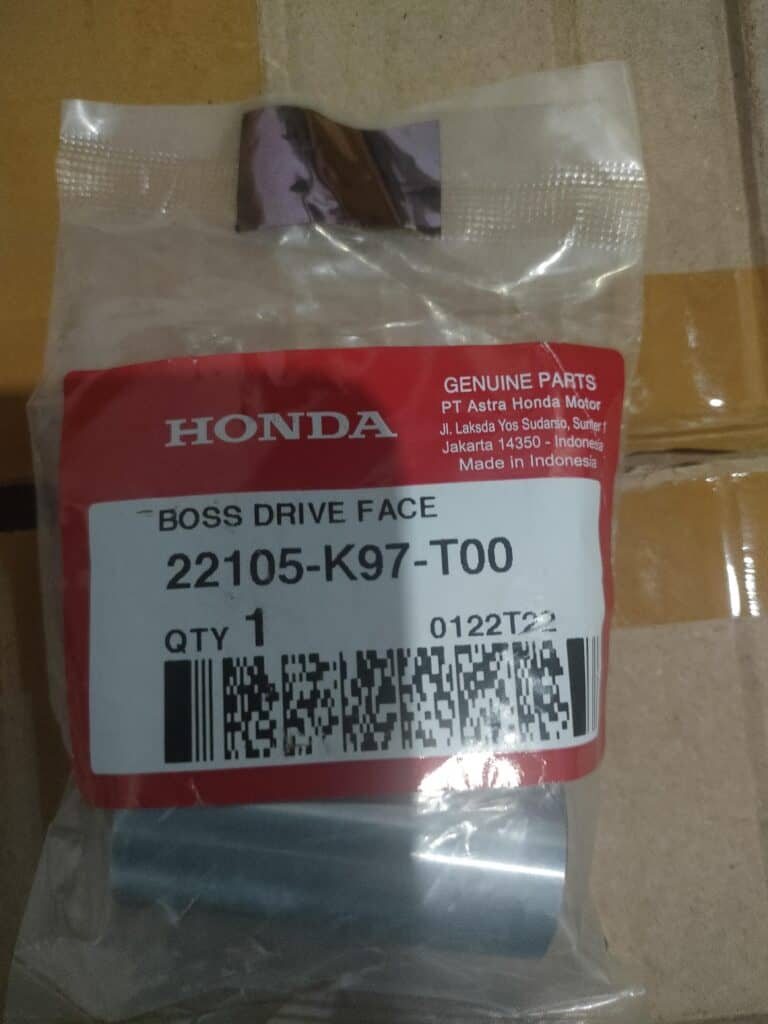 HONDA
GENUINE PARTS
PT Astra Honda Motor
Jl. Laksda Yos Sudarso, Sunter 1
Jakarta 14350 - Indonesia
Made in Indonesia
BOSS DRIVE FACE
22105-K97-T00
QTY 1
0122T22